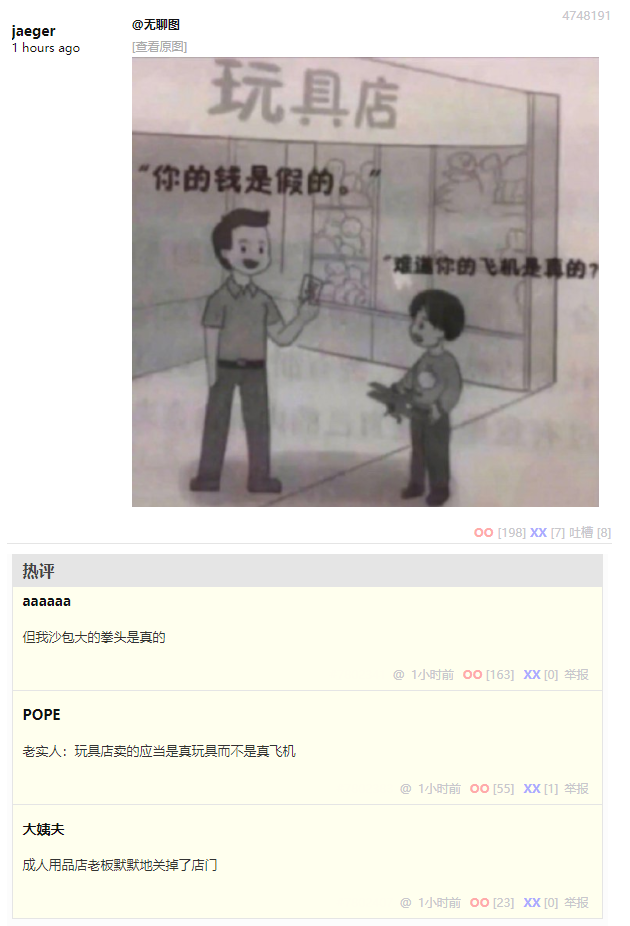 4748191
jaeger
1 hours ago
@无聊图
[查看原图]
玩具店
“你的钱是假的。”
“难道你的飞机是真的?
OO [198] XX [7] 吐槽 [8]
热评
aaaaaa
但我沙包大的拳头是真的
@ 1小时前 OO [163] XX [0] 举报
POPE
老实人：玩具店卖的应当是真玩具而不是真飞机
@ 1小时前 OO [55] XX [1] 举报
大姨夫
成人用品店老板默默地关掉了店门
@ 1小时前 OO [23] XX [0] 举报